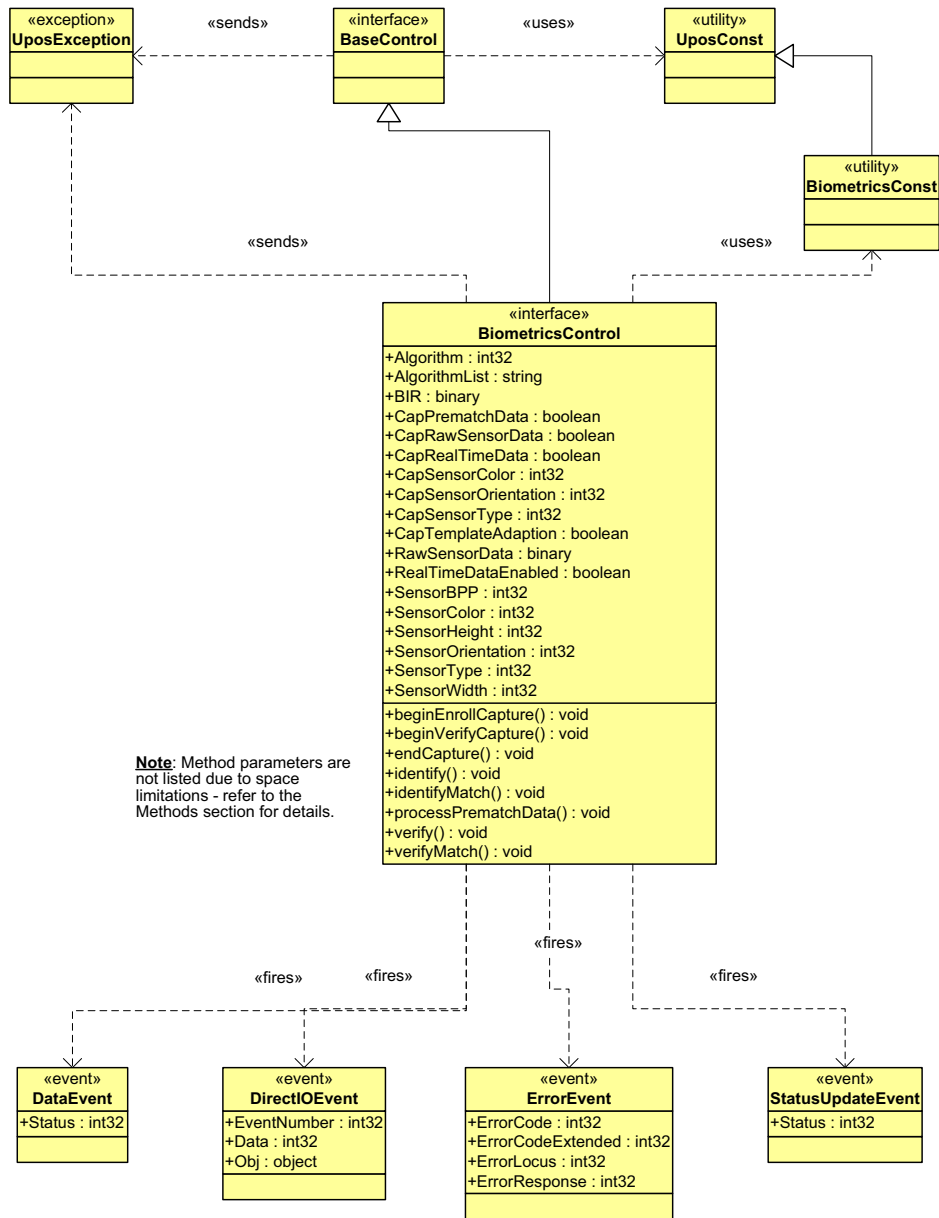 «exception»
UposException
«sends»
«interface»
BaseControl
«uses»
«utility»
UposConst
«utility»
BiometricsConst
«sends»
«uses»
«interface»
BiometricsControl
+Algorithm : int32
+AlgorithmList : string
+BIR : binary
+CapPrematchData : boolean
+CapRawSensorData : boolean
+CapRealTimeData : boolean
+CapSensorColor : int32
+CapSensorOrientation : int32
+CapSensorType : int32
+CapTemplateAdaption : boolean
+RawSensorData : binary
+RealTimeDataEnabled : boolean
+SensorBPP : int32
+SensorColor : int32
+SensorHeight : int32
+SensorOrientation : int32
+SensorType : int32
+SensorWidth : int32
+beginEnrollCapture() : void
+beginVerifyCapture() : void
+endCapture() : void
+identify() : void
+identifyMatch() : void
+processPrematchData() : void
+verify() : void
+verifyMatch() : void
Note: Method parameters are
not listed due to space
limitations - refer to the
Methods section for details.
«fires»
«fires»
«fires»
«fires»
«event»
DataEvent
+Status : int32
«event»
DirectIOEvent
+EventNumber : int32
+Data : int32
+Obj : object
«event»
ErrorEvent
+ErrorCode : int32
+ErrorCodeExtended : int32
+ErrorLocus : int32
+ErrorResponse : int32
«event»
StatusUpdateEvent
+Status : int32